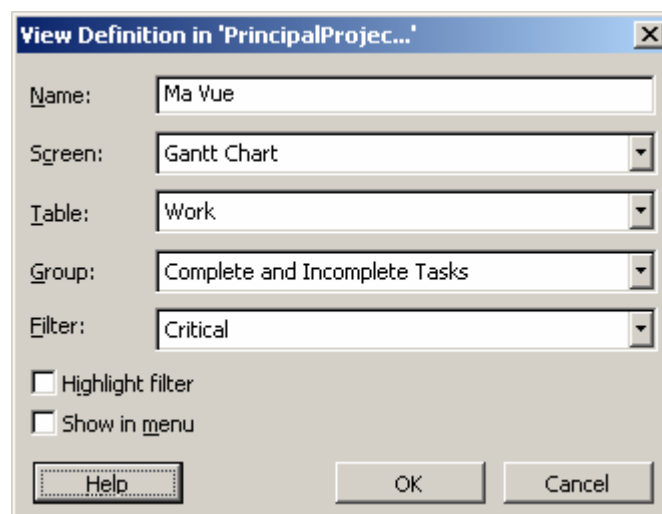 View Definition in 'PrincipalProjec...'
Name: Ma Vue
Screen: Gantt Chart
Table: Work
Group: Complete and Incomplete Tasks
Filter: Critical
Highlight filter
Show in menu
Help OK Cancel